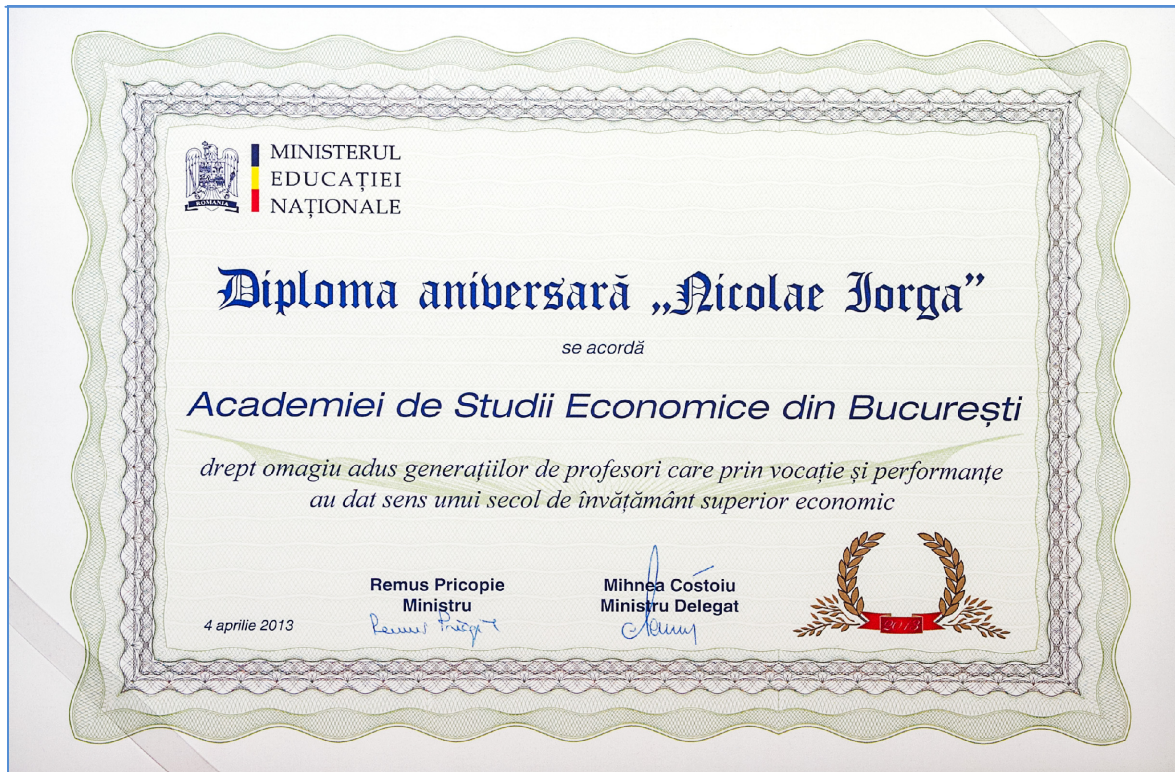 MINISTERUL
EDUCAȚIEI
NAȚIONALE
ROMANIA
Diploma aniversară „Nicolae Iorga”
se acordă
Academiei de Studii Economice din București
drept omagiu adus generațiilor de profesori care prin vocație și performanțe
au dat sens unui secol de învățământ superior economic
Remus Pricopie
Ministru
Mihnea Costoiu
Ministru Delegat
4 aprilie 2013
2013